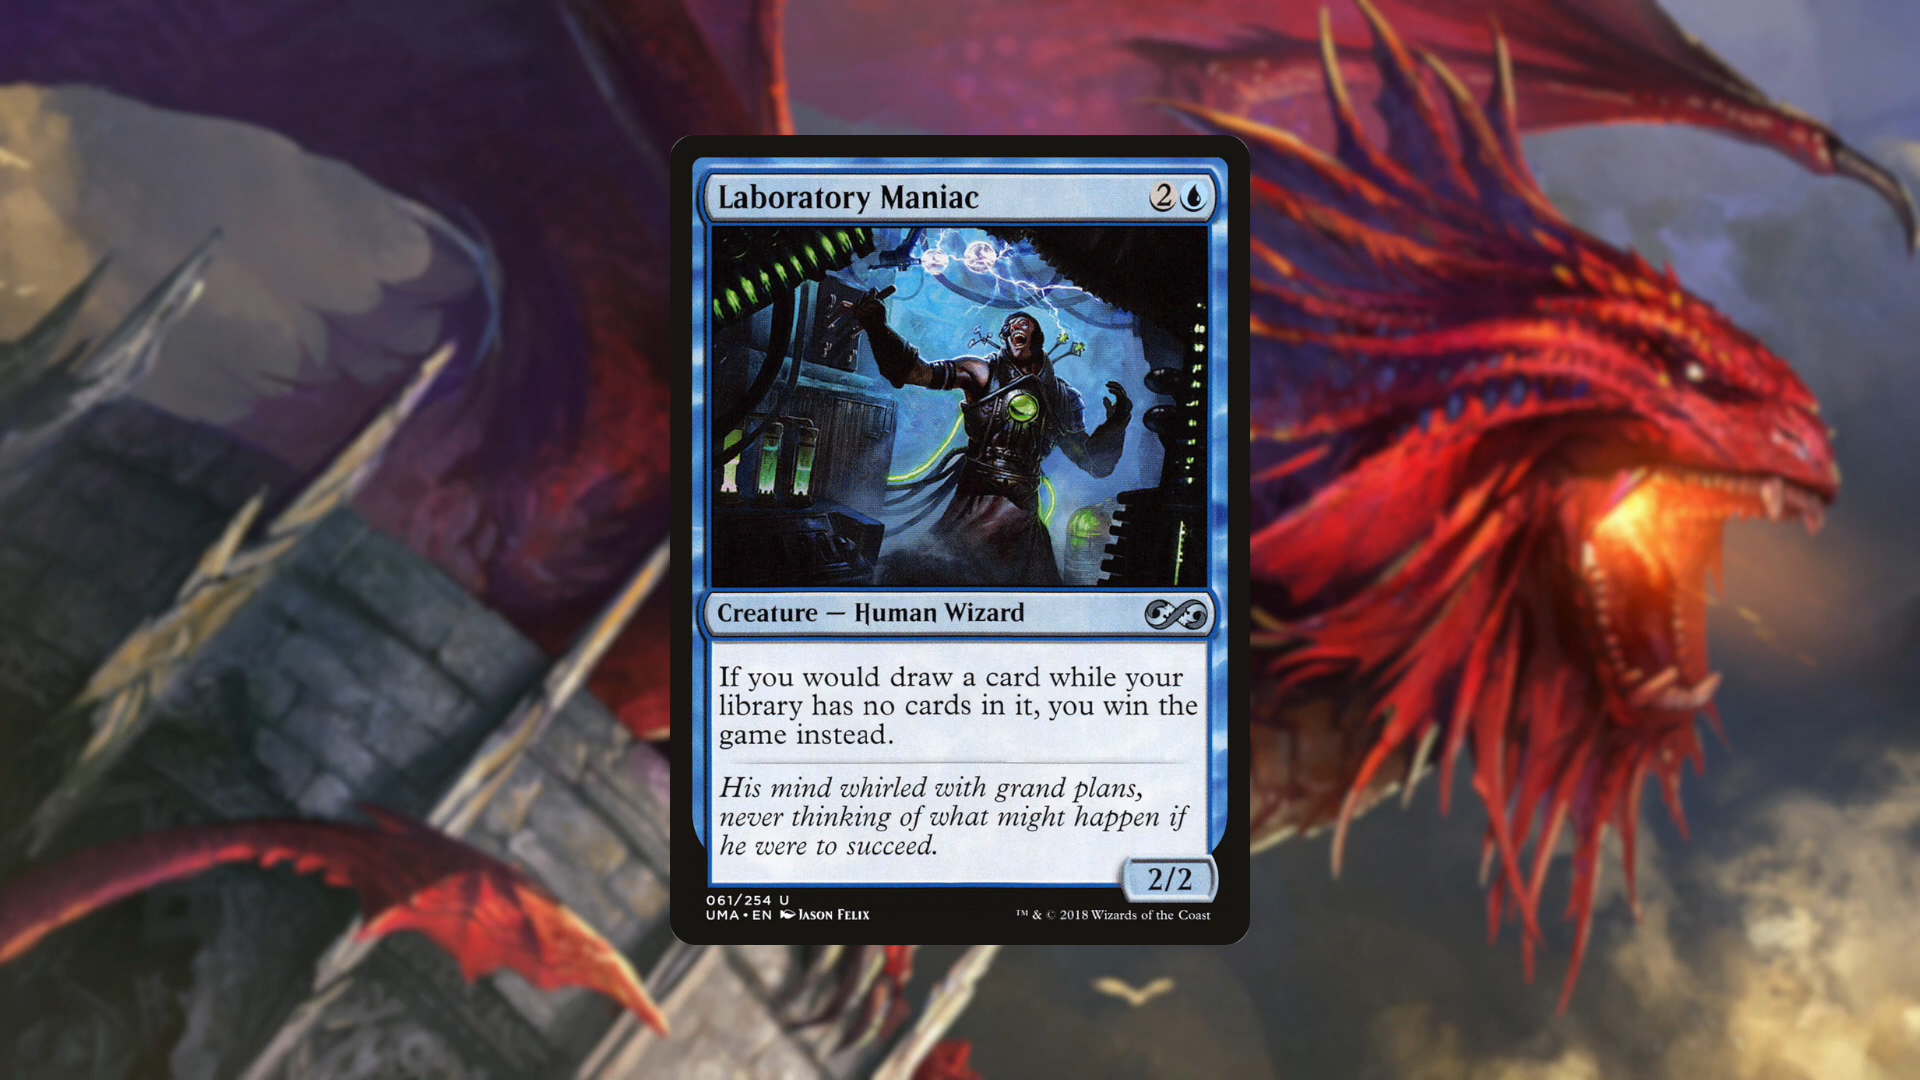 Laboratory Maniac 2
Creature — Human Wizard
If you would draw a card while your
library has no cards in it, you win the
game instead.
His mind whirled with grand plans,
never thinking of what might happen if
he were to succeed.
2/2
061/254 U
UMA • EN Jason Felix
™ & © 2018 Wizards of the Coast